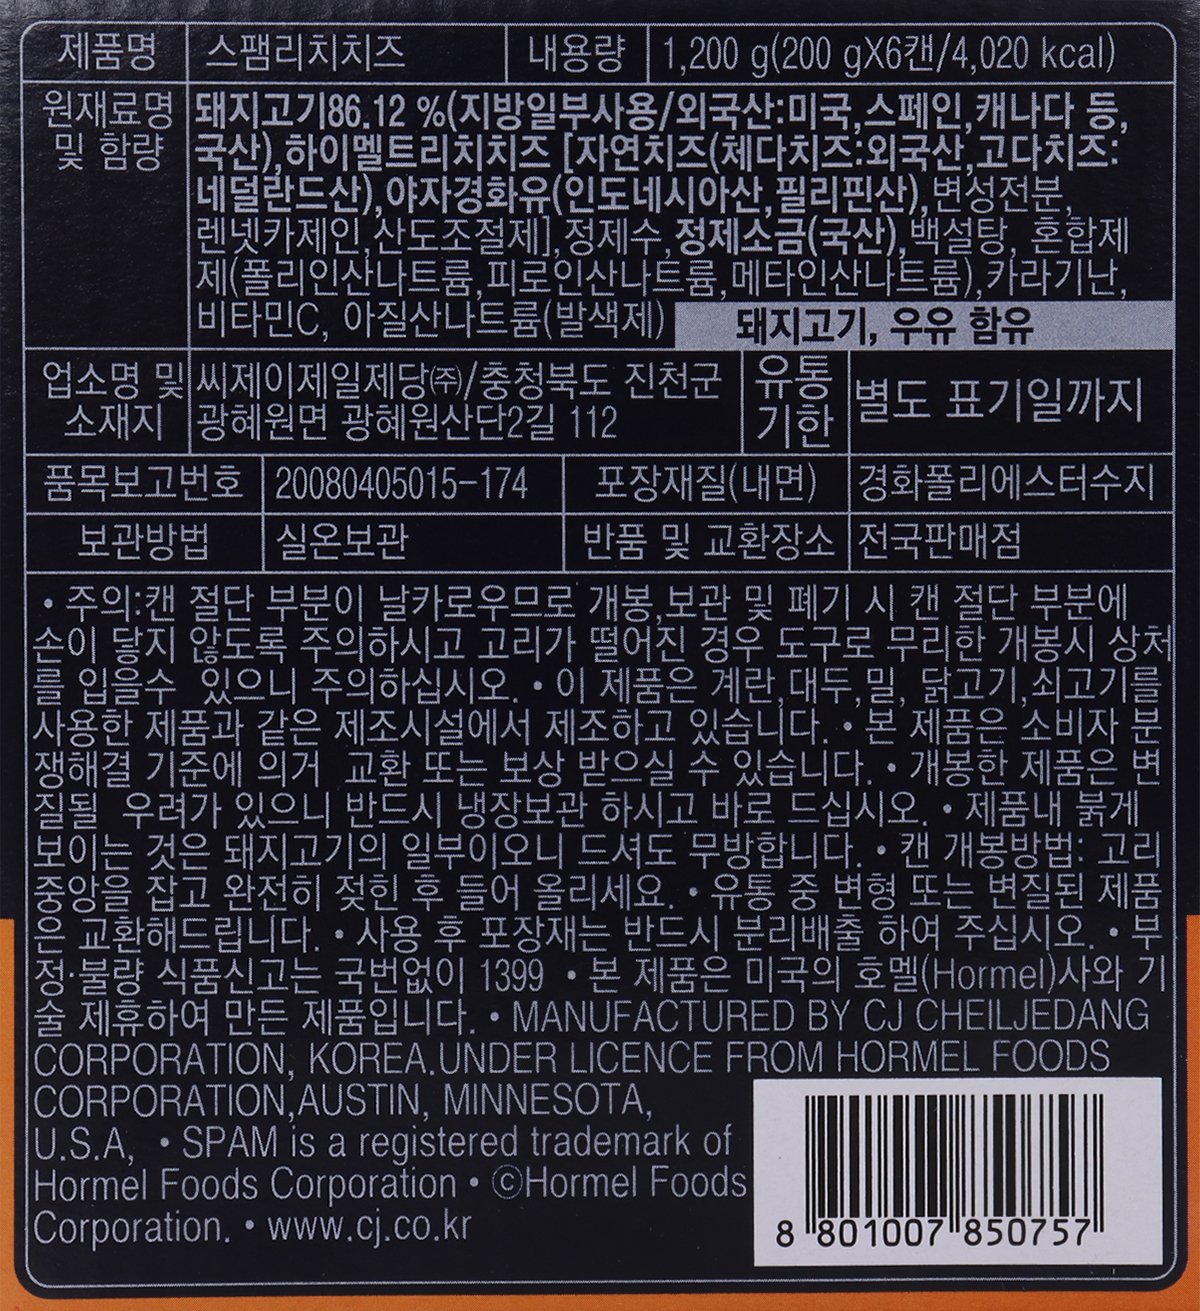 제품명 스팸리치치즈 내용량 1,200 g(200 gX6캔/4,020 kcal)
원재료명 및 함량
돼지고기86.12 %(지방일부사용/외국산:미국,스페인,캐나다 등,
국산),하이멜트리치치즈 [자연치즈(체다치즈:외국산,고다치즈:
네덜란드산),야자경화유(인도네시아산,필리핀산),변성전분,
렌넷카제인,산도조절제],정제수,정제소금(국산),백설탕, 혼합제
제(폴리인산나트륨,피로인산나트륨,메타인산나트륨),카라기난,
비타민C, 아질산나트륨(발색제) 돼지고기, 우유 함유
업소명 및 소재지
씨제이제일제당㈜/충청북도 진천군
광혜원면 광혜원산단2길 112
유통기한 별도 표기일까지
품목보고번호 20080405015-174 포장재질(내면) 경화폴리에스터수지
보관방법 실온보관 반품 및 교환장소 전국판매점
• 주의:캔 절단 부분이 날카로우므로 개봉,보관 및 폐기 시 캔 절단 부분에
손이 닿지 않도록 주의하시고 고리가 떨어진 경우 도구로 무리한 개봉시 상처
를 입을수 있으니 주의하십시오. • 이 제품은 계란,대두,밀, 닭고기,쇠고기를
사용한 제품과 같은 제조시설에서 제조하고 있습니다. • 본 제품은 소비자 분
쟁해결 기준에 의거 교환 또는 보상 받으실 수 있습니다. • 개봉한 제품은 변
질될 우려가 있으니 반드시 냉장보관 하시고 바로 드십시오. • 제품내 붉게
보이는 것은 돼지고기의 일부이오니 드셔도 무방합니다. • 캔 개봉방법: 고리
중앙을 잡고 완전히 젖힌 후 들어 올리세요. • 유통 중 변형 또는 변질된 제품
은 교환해드립니다. • 사용 후 포장재는 반드시 분리배출 하여 주십시오. • 부
정·불량 식품신고는 국번없이 1399 • 본 제품은 미국의 호멜(Hormel)사와 기
술 제휴하여 만든 제품입니다. • MANUFACTURED BY CJ CHEILJEDANG
CORPORATION, KOREA.UNDER LICENCE FROM HORMEL FOODS
CORPORATION,AUSTIN, MINNESOTA,
U.S.A, • SPAM is a registered trademark of
Hormel Foods Corporation • ©Hormel Foods
Corporation. • www.cj.co.kr
8 801007 850757